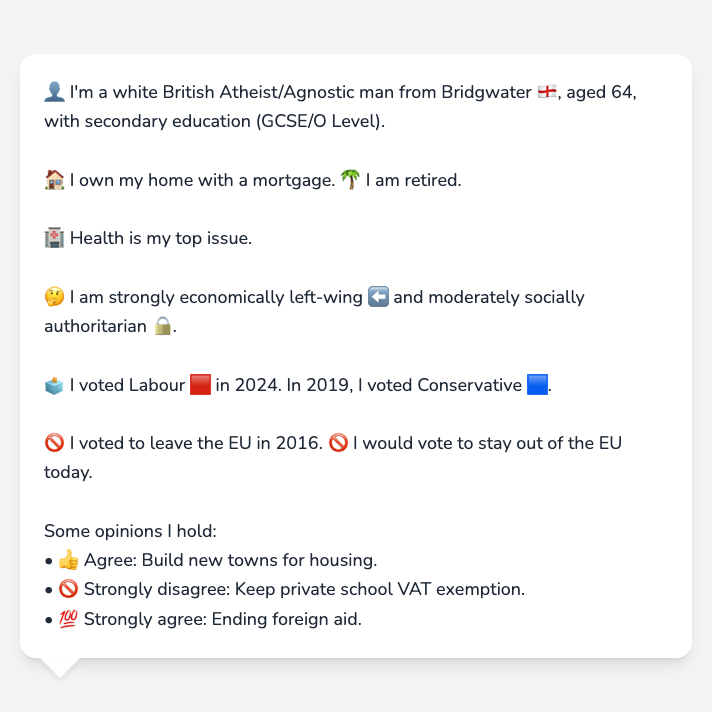 👤 I'm a white British Atheist/Agnostic man from Bridgwater 🏴󠁧󠁢󠁥󠁮󠁧󠁿, aged 64,
with secondary education (GCSE/O Level).
🏠 I own my home with a mortgage. 🌴 I am retired.
🏥 Health is my top issue.
🤔 I am strongly economically left-wing ⬅️ and moderately socially
authoritarian 🔒.
🗳️ I voted Labour 🟥 in 2024. In 2019, I voted Conservative 🟦.
🚫 I voted to leave the EU in 2016. 🚫 I would vote to stay out of the EU
today.
Some opinions I hold:
• 👍 Agree: Build new towns for housing.
• 🚫 Strongly disagree: Keep private school VAT exemption.
• 💯 Strongly agree: Ending foreign aid.